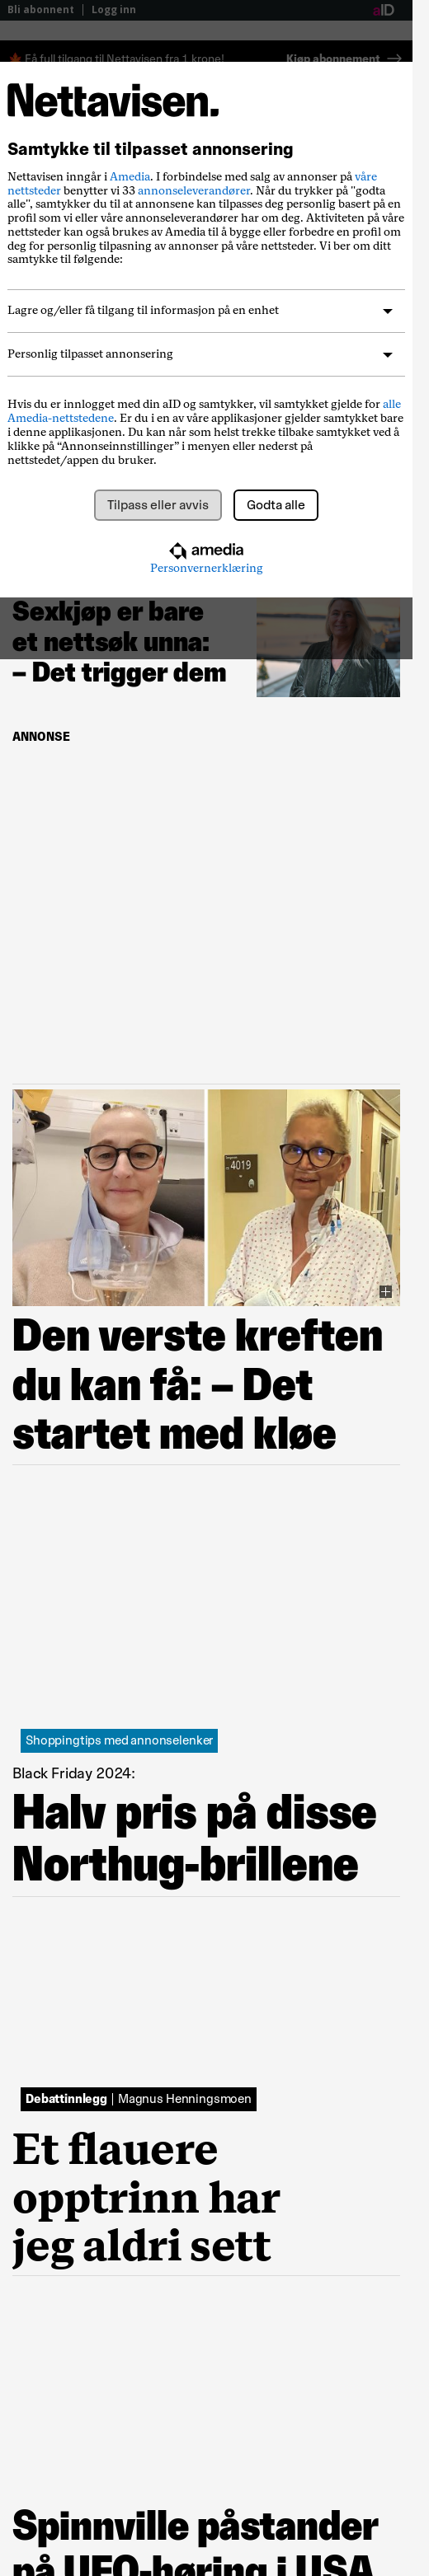 Bli abonnent | Logg inn
aID
Få full tilgang til Nettavisen fra 1 krone!
Kjøp abonnement
Nettavisen.
Samtykke til tilpasset annonsering
Nettavisen inngår i Amedia. I forbindelse med salg av annonser på våre
nettsteder benytter vi 33 annonseleverandører. Når du trykker på "godta
alle", samtykker du til at annonsene kan tilpasses deg personlig basert på en
profil som vi eller våre annonseleverandører har om deg. Aktiviteten på våre
nettsteder kan også brukes av Amedia til å bygge eller forbedre en profil om
deg for personlig tilpasning av annonser på våre nettsteder. Vi ber om ditt
samtykke til følgende:
Lagre og/eller få tilgang til informasjon på en enhet
Personlig tilpasset annonsering
Hvis du er innlogget med din aID og samtykker, vil samtykket gjelde for alle
Amedia-nettstedene. Er du i en av våre applikasjoner gjelder samtykket bare
i denne applikasjonen. Du kan når som helst trekke tilbake samtykket ved å
klikke på “Annonseinnstillinger” i menyen eller nederst på
nettstedet/appen du bruker.
Tilpass eller avvis
Godta alle
amedia
Personvernerklæring
Sexkjøp er bare
et nettsøk unna:
– Det trigger dem
ANNONSE
4019
Den verste kreften
du kan få: – Det
startet med kløe
Shoppingtips med annonselenker
Black Friday 2024:
Halv pris på disse
Northug-brillene
Debattinnlegg | Magnus Henningsmoen
Et flauere
opptrinn har
jeg aldri sett
Spinnville påstander
på UFO-høring i USA